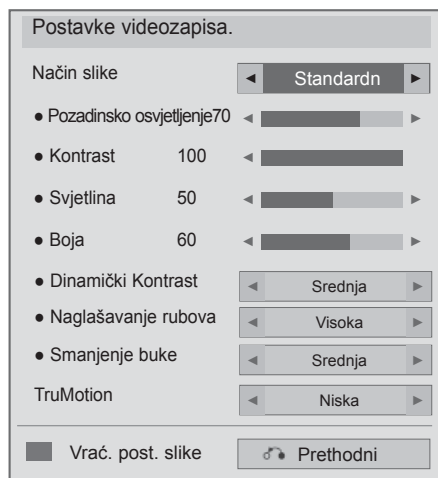 Postavke videozapisa.
Način slike ◄ Standardn ►
● Pozadinsko osvjetljenje70 ◄ ►
● Kontrast 100 ◄
● Svjetlina 50 ◄ ►
● Boja 60 ◄ ►
● Dinamički Kontrast ◄ Srednja ►
● Naglašavanje rubova ◄ Visoka ►
● Smanjenje buke ◄ Srednja ►
TruMotion ◄ Niska ►
Vrać. post. slike Prethodni